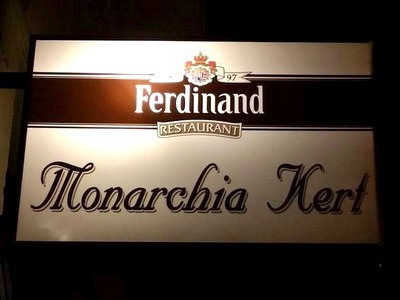 97
Ferdinand
RESTAURANT
Monarchia Kert